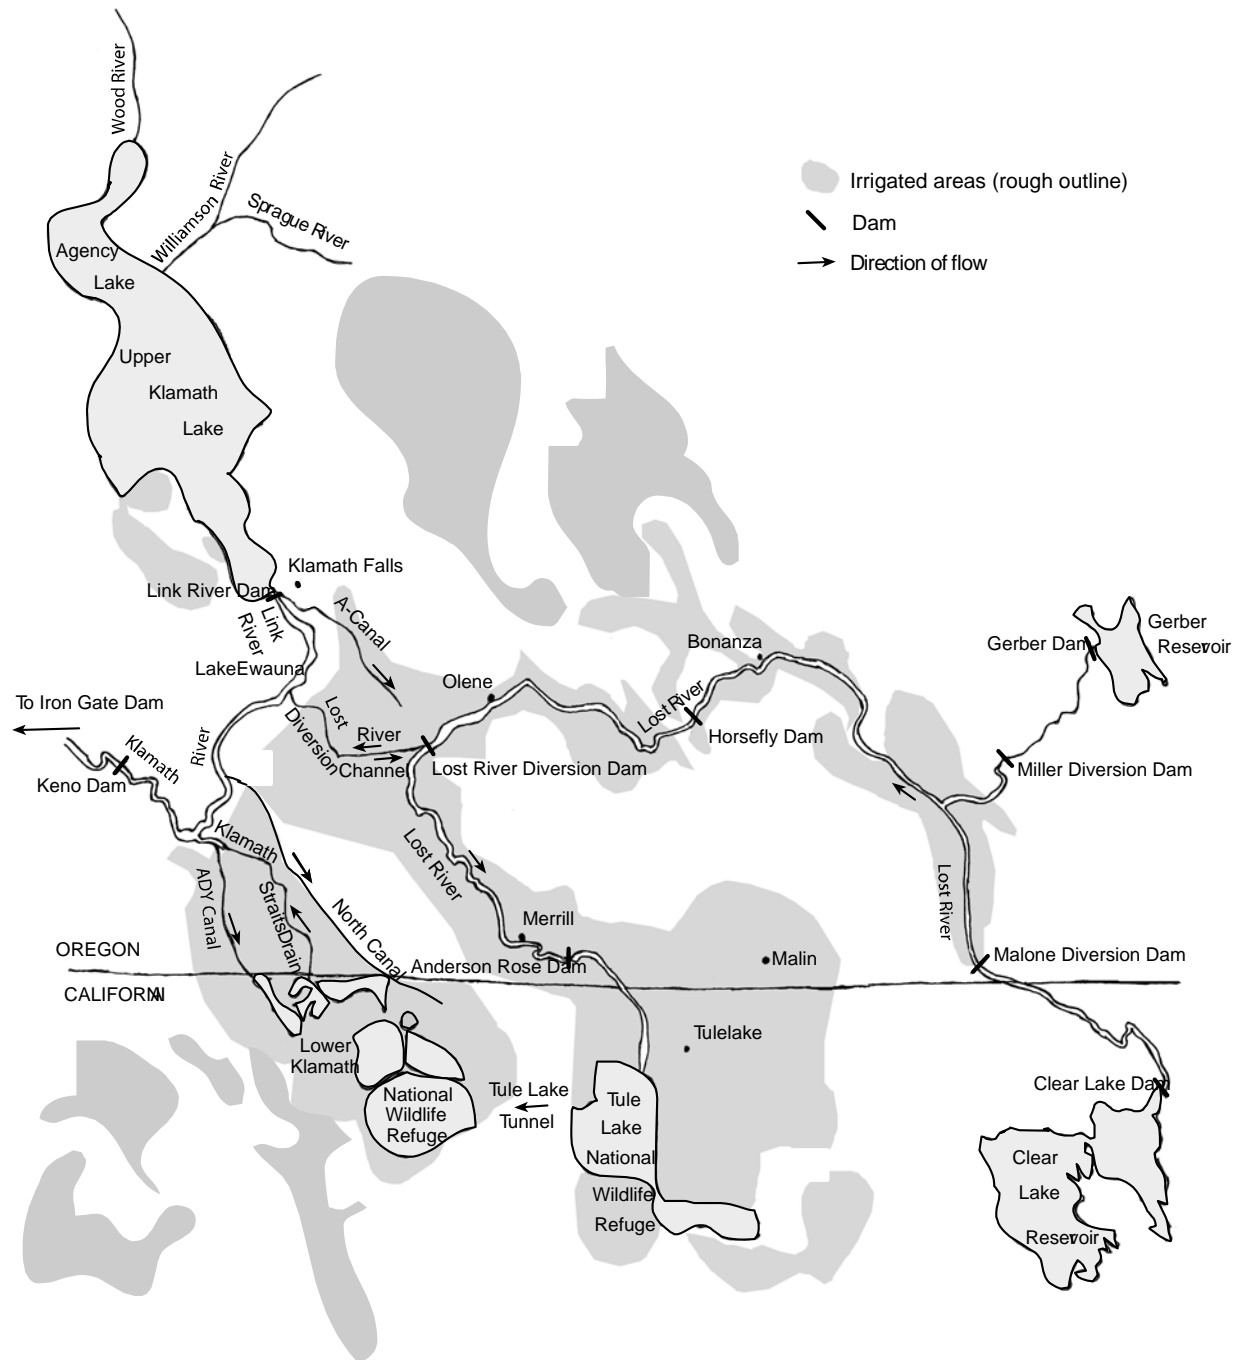 Wood River
Williamson River
Sprague River
Irrigated areas (rough outline)
Dam
Direction of flow
Agency
Lake
Upper
Klamath
Lake
Klamath Falls
Link River Dam
Link
River
A-Canal
LakeEwauna
Bonanza
Gerber Dam
Gerber
Reservoir
Olene
To Iron Gate Dam
Lost
River
Diversion
Channel
Lost River
Horsefly Dam
River
Klamath
Keno Dam
Lost River Diversion Dam
Miller Diversion Dam
Klamath
StraitsDrain
ADY Canal
North Canal
Lost River
Lost River
Merrill
OREGON
CALIFORNIA
Anderson Rose Dam
Malin
Malone Diversion Dam
Tulelake
Lower
Klamath
National
Wildlife
Refuge
Tule Lake
Tunnel
Tule
Lake
National
Wildlife
Refuge
Clear Lake Dam
Clear
Lake
Reservoir